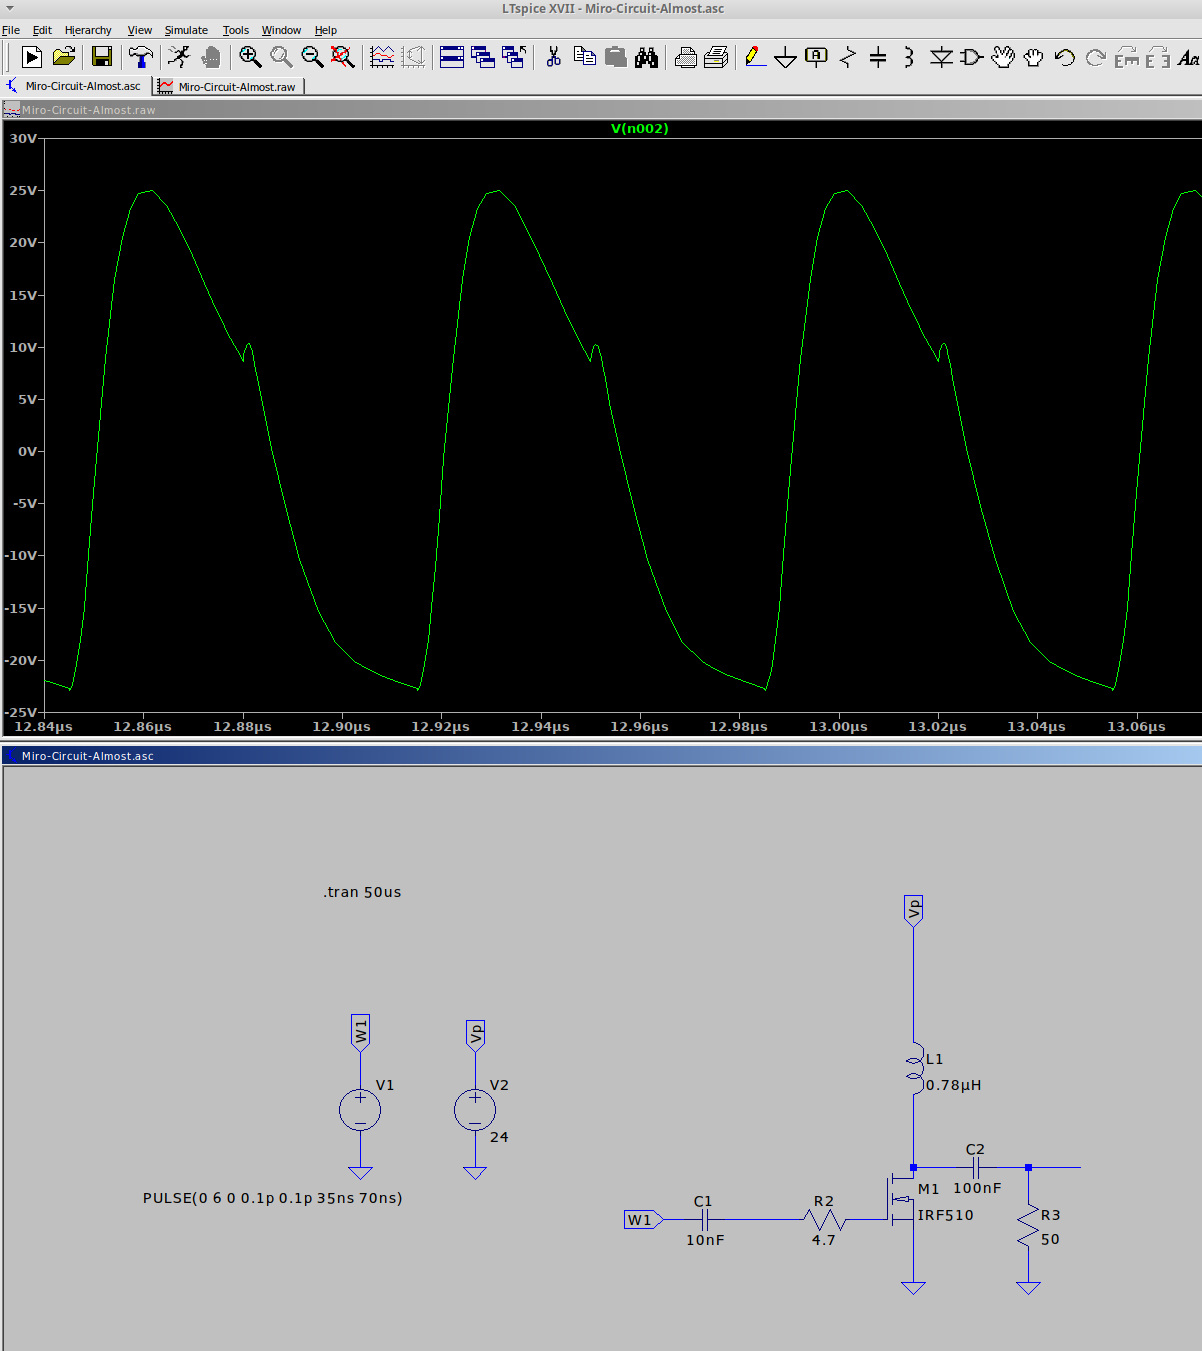 LTspice XVII - Miro-Circuit-Almost.asc
File Edit Hierarchy View Simulate Tools Window Help
Miro-Circuit-Almost.asc Miro-Circuit-Almost.raw
Miro-Circuit-Almost.raw
V(n002)
30V
25V
20V
15V
10V
5V
0V
-5V
-10V
-15V
-20V
-25V
12.84µs 12.86µs 12.88µs 12.90µs 12.92µs 12.94µs 12.96µs 12.98µs 13.00µs 13.02µs 13.04µs 13.06µs
Miro-Circuit-Almost.asc
.tran 50us
Vp
W1
Vp
L1
0.78µH
V1
V2
24
PULSE(0 6 0 0.1p 0.1p 35ns 70ns)
C2
100nF
M1
IRF510
W1
C1
10nF
R2
4.7
R3
50